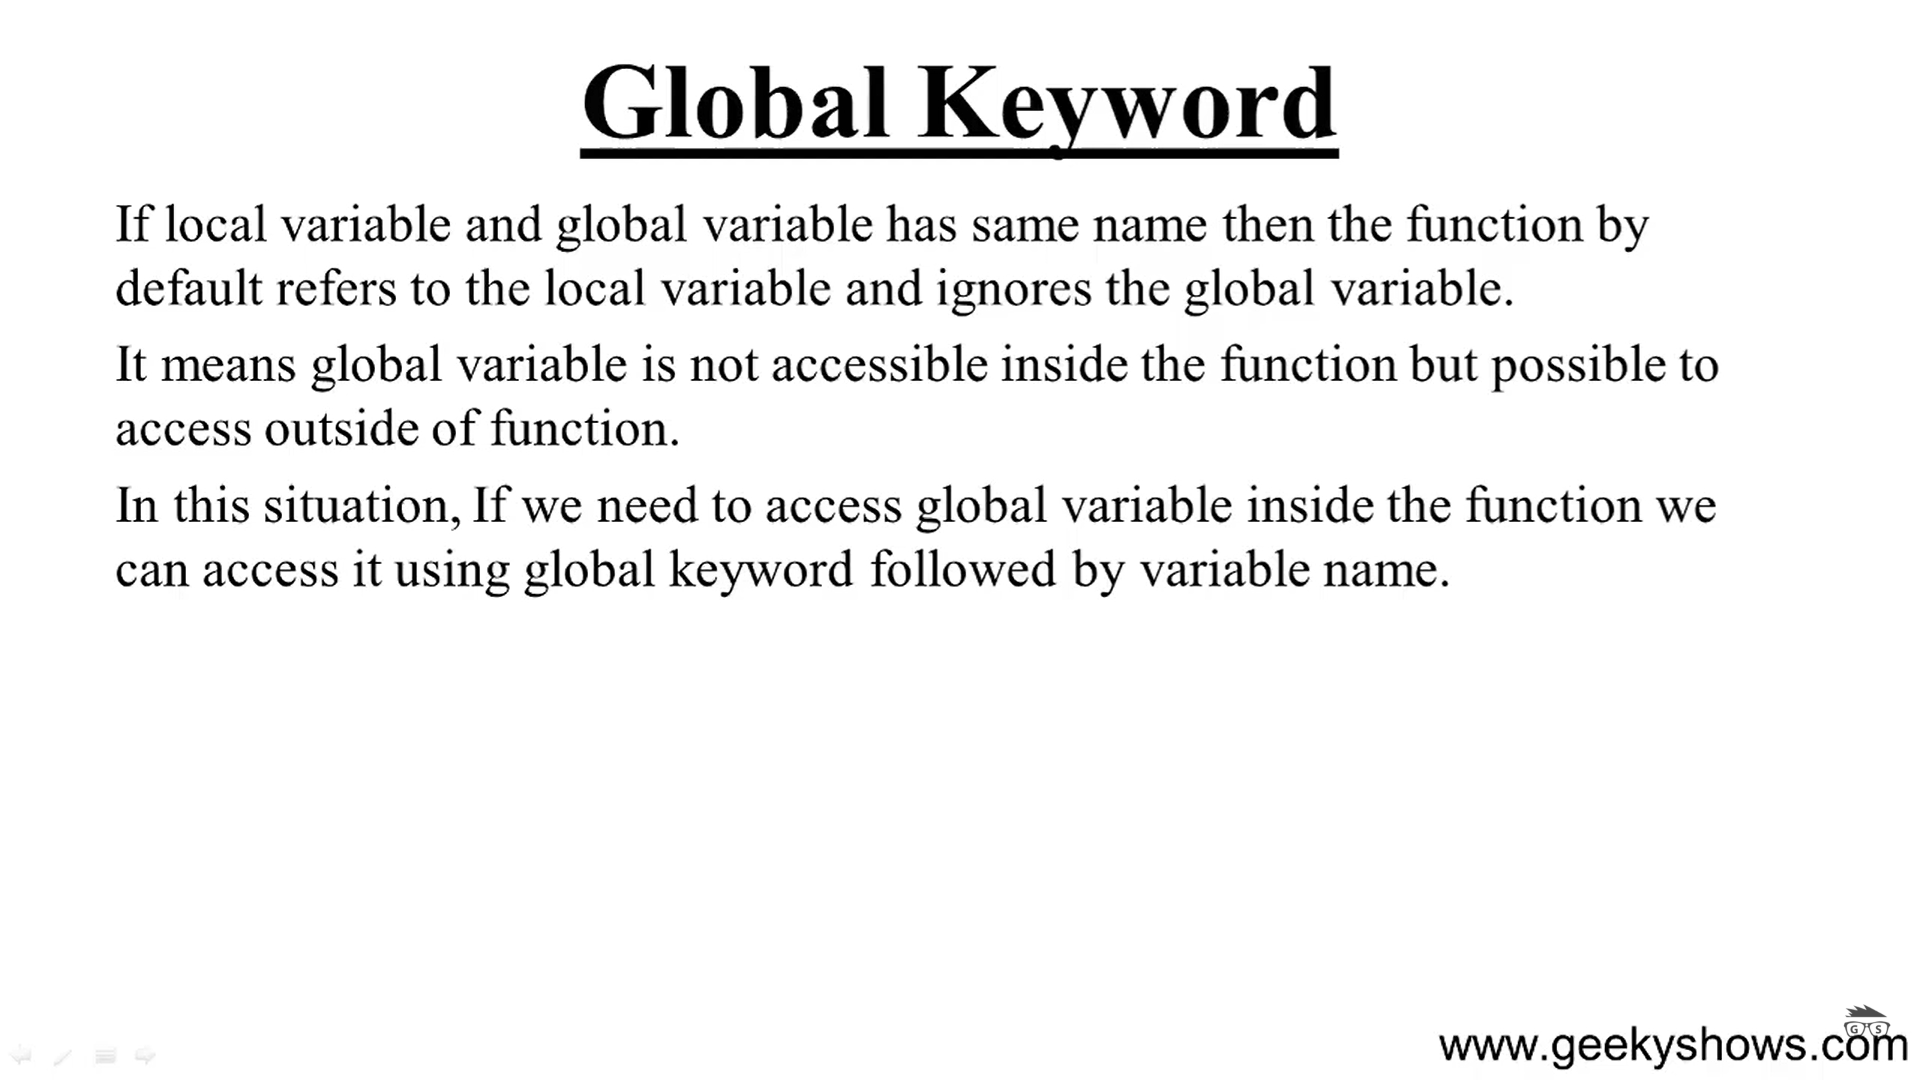 Global Keyword
If local variable and global variable has same name then the function by
default refers to the local variable and ignores the global variable.
It means global variable is not accessible inside the function but possible to
access outside of function.
In this situation, If we need to access global variable inside the function we
can access it using global keyword followed by variable name.
G S
www.geekyshows.com